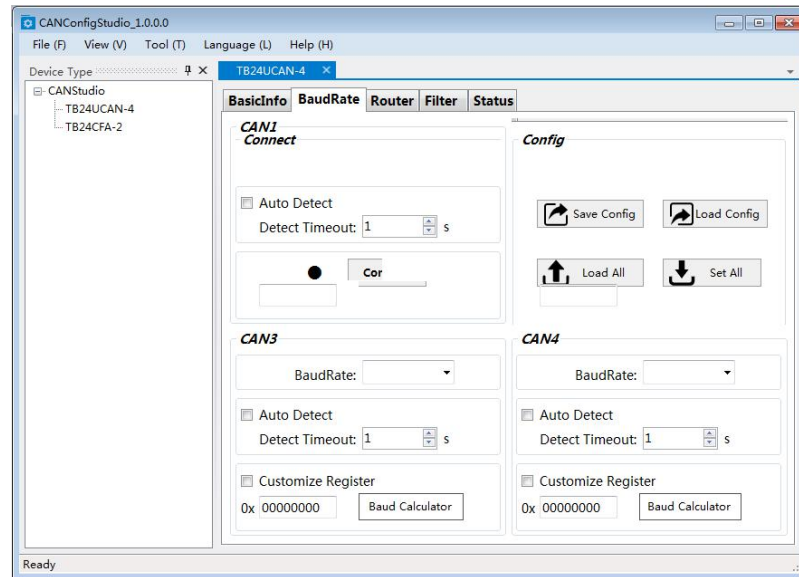 CANConfigStudio_1.0.0.0
File (F) View (V) Tool (T) Language (L) Help (H)
Device Type
TB24UCAN-4
CANStudio
TB24UCAN-4
TB24CFA-2
BasicInfo BaudRate Router Filter Status
CAN1
Connect
Config
Auto Detect
Detect Timeout: 1 s
Save Config Load Config
Load All Set All
CAN3
CAN4
BaudRate:
BaudRate:
Auto Detect
Auto Detect
Detect Timeout: 1 s
Detect Timeout: 1 s
Customize Register
Customize Register
0x 00000000 Baud Calculator
0x 00000000 Baud Calculator
Ready